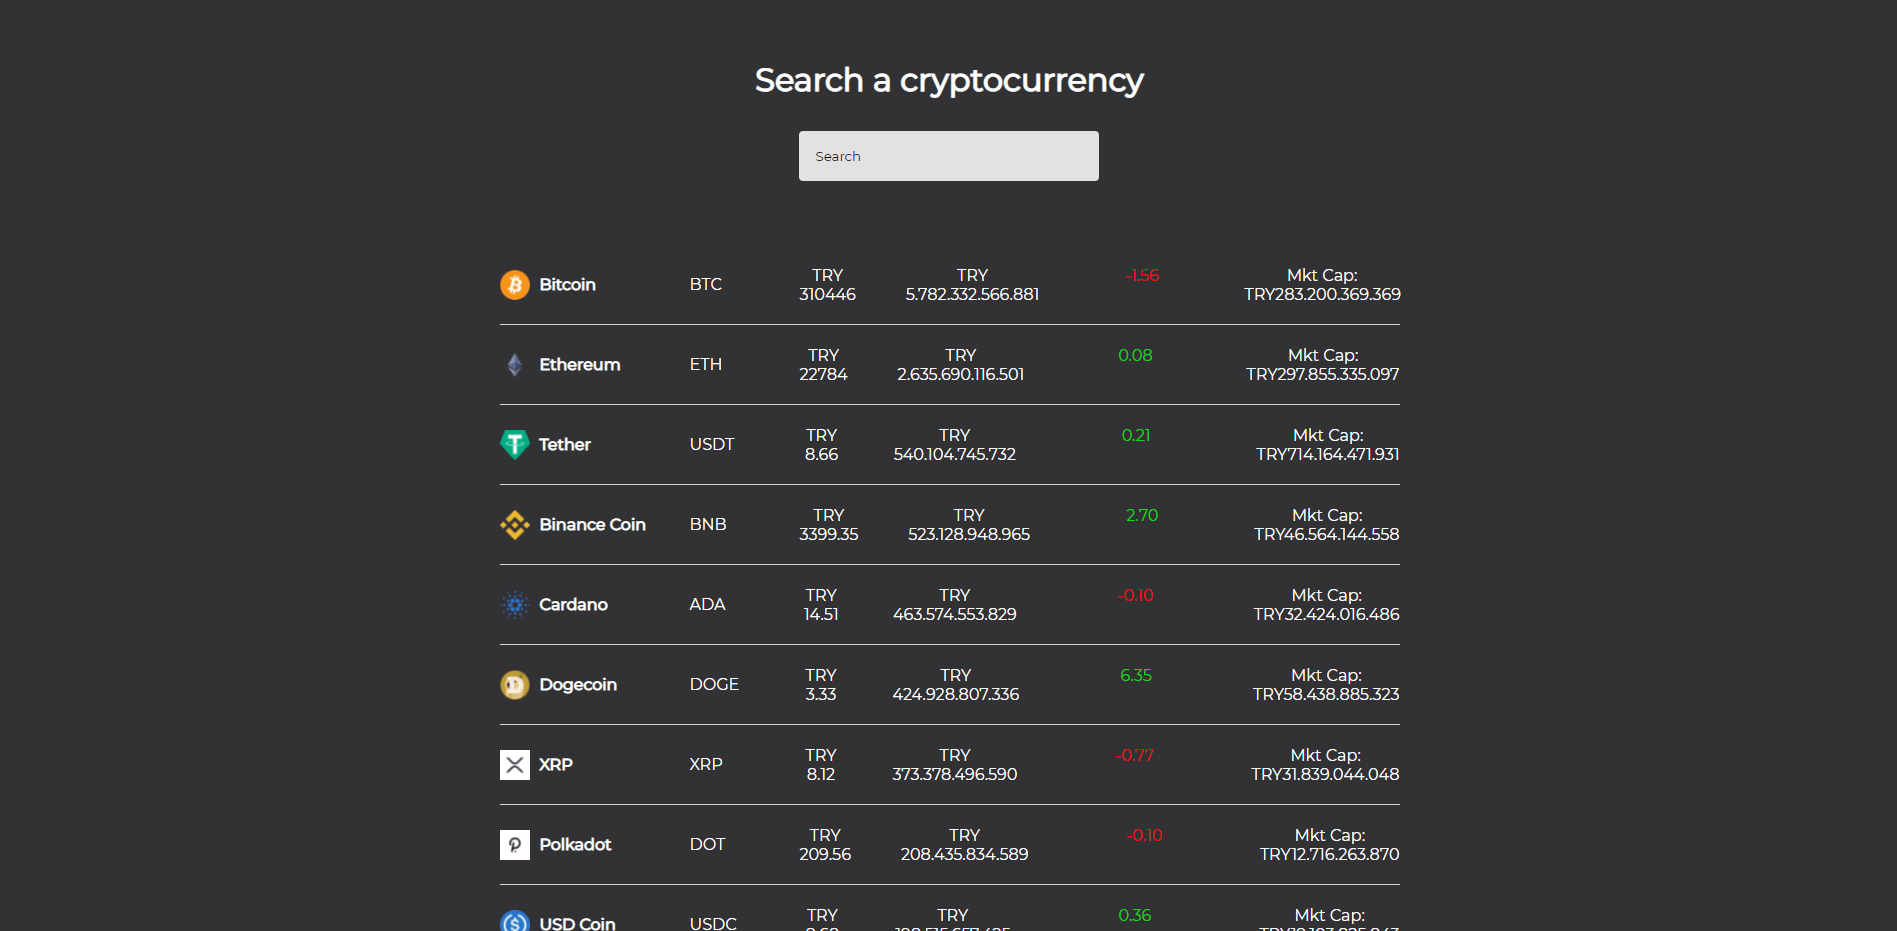 Search a cryptocurrency
Search
Bitcoin BTC TRY 310446 TRY 5.782.332.566.881 -1.56 Mkt Cap: TRY283.200.369.369
Ethereum ETH TRY 22784 TRY 2.635.690.116.501 0.08 Mkt Cap: TRY297.855.335.097
Tether USDT TRY 8.66 TRY 540.104.745.732 0.21 Mkt Cap: TRY714.164.471.931
Binance Coin BNB TRY 3399.35 TRY 523.128.948.965 2.70 Mkt Cap: TRY46.564.144.558
Cardano ADA TRY 14.51 TRY 463.574.553.829 -0.10 Mkt Cap: TRY32.424.016.486
Dogecoin DOGE TRY 3.33 TRY 424.928.807.336 6.35 Mkt Cap: TRY58.438.885.323
XRP XRP TRY 8.12 TRY 373.378.496.590 -0.77 Mkt Cap: TRY31.839.044.048
Polkadot DOT TRY 209.56 TRY 208.435.834.589 -0.10 Mkt Cap: TRY12.716.263.870
USD Coin USDC TRY TRY 0.36 Mkt Cap: